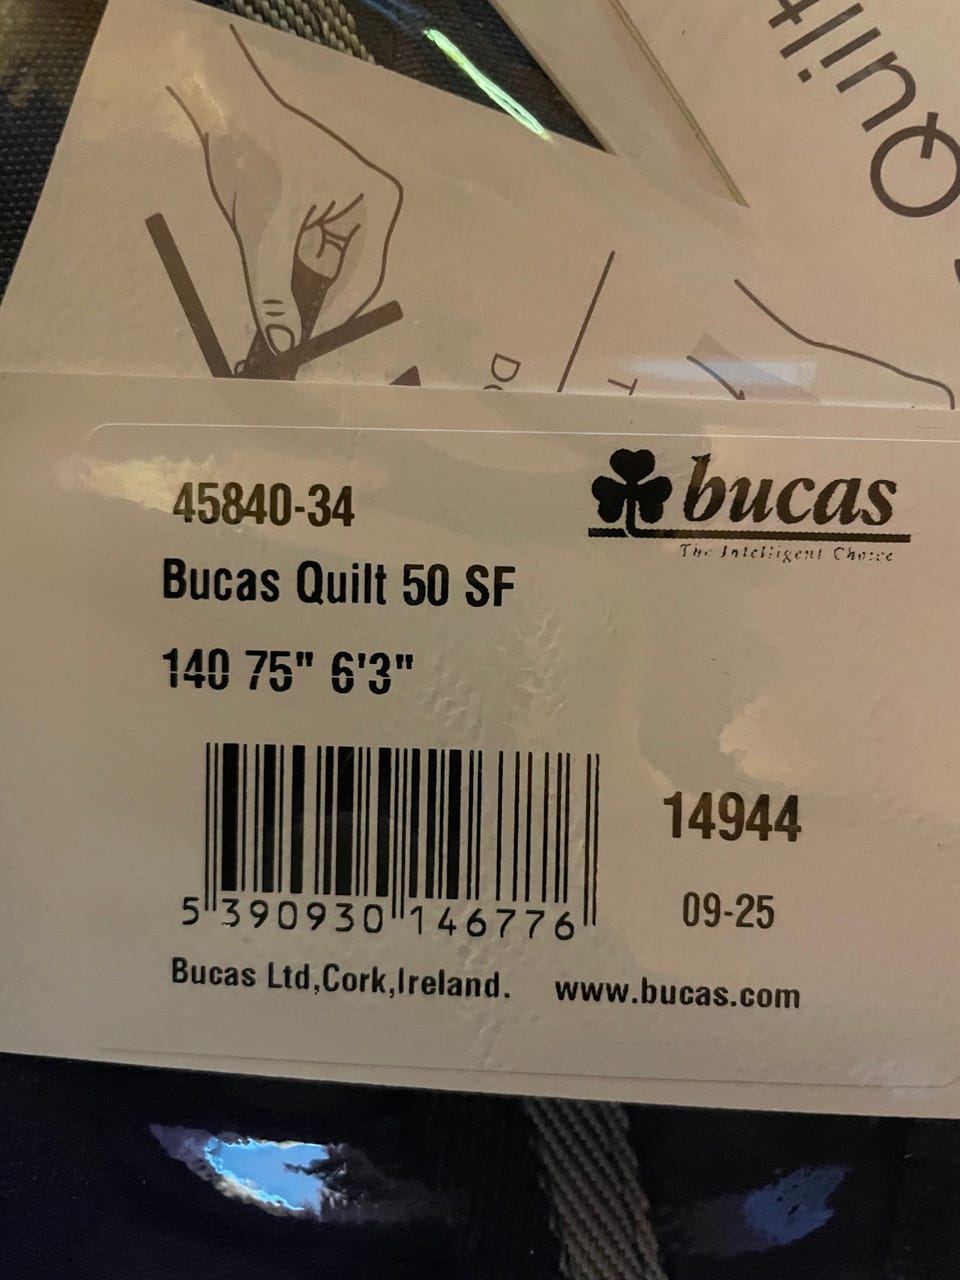 Quilt
45840-34
bucas
The Intelligent Choice
Bucas Quilt 50 SF
140 75" 6'3"
14944
5 390930 146776
09-25
Bucas Ltd,Cork,Ireland. www.bucas.com